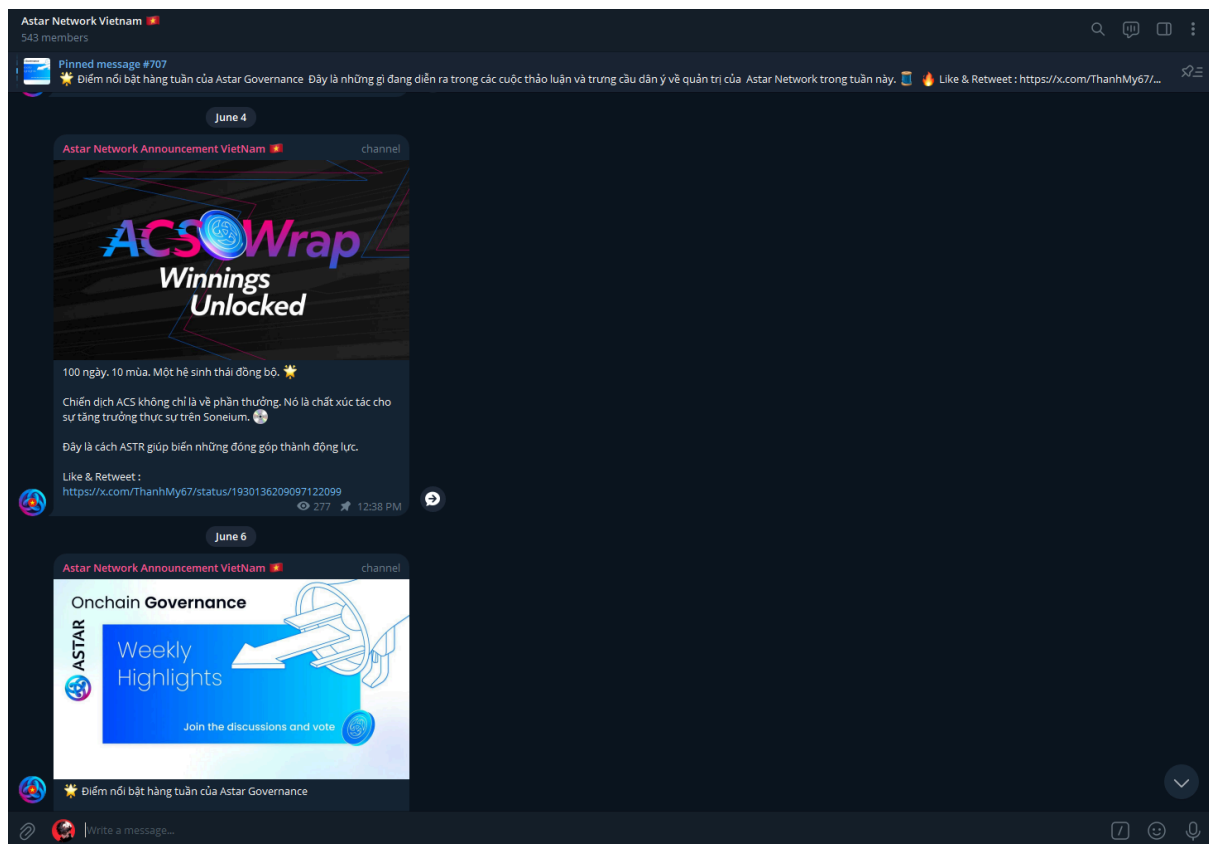 Astar Network Vietnam 🇻🇳
543 members
Pinned message #707
🌟 Điểm nổi bật hàng tuần của Astar Governance Đây là những gì đang diễn ra trong các cuộc thảo luận và trưng cầu dân ý về quản trị của Astar Network trong tuần này. 🧵 🔥 Like & Retweet : https://x.com/ThanhMy67/...
June 4
Astar Network Announcement VietNam 🇻🇳 channel
ACS Wrap
Winnings
Unlocked
100 ngày. 10 mùa. Một hệ sinh thái đồng bộ. 🌟
Chiến dịch ACS không chỉ là về phần thưởng. Nó là chất xúc tác cho
sự tăng trưởng thực sự trên Soneium. 💿
Đây là cách ASTR giúp biến những đóng góp thành động lực.
Like & Retweet :
https://x.com/ThanhMy67/status/1930136209097122099
277 12:38 PM
June 6
Astar Network Announcement VietNam 🇻🇳 channel
Onchain Governance
ASTAR
Weekly
Highlights
Join the discussions and vote
🌟 Điểm nổi bật hàng tuần của Astar Governance
Write a message...